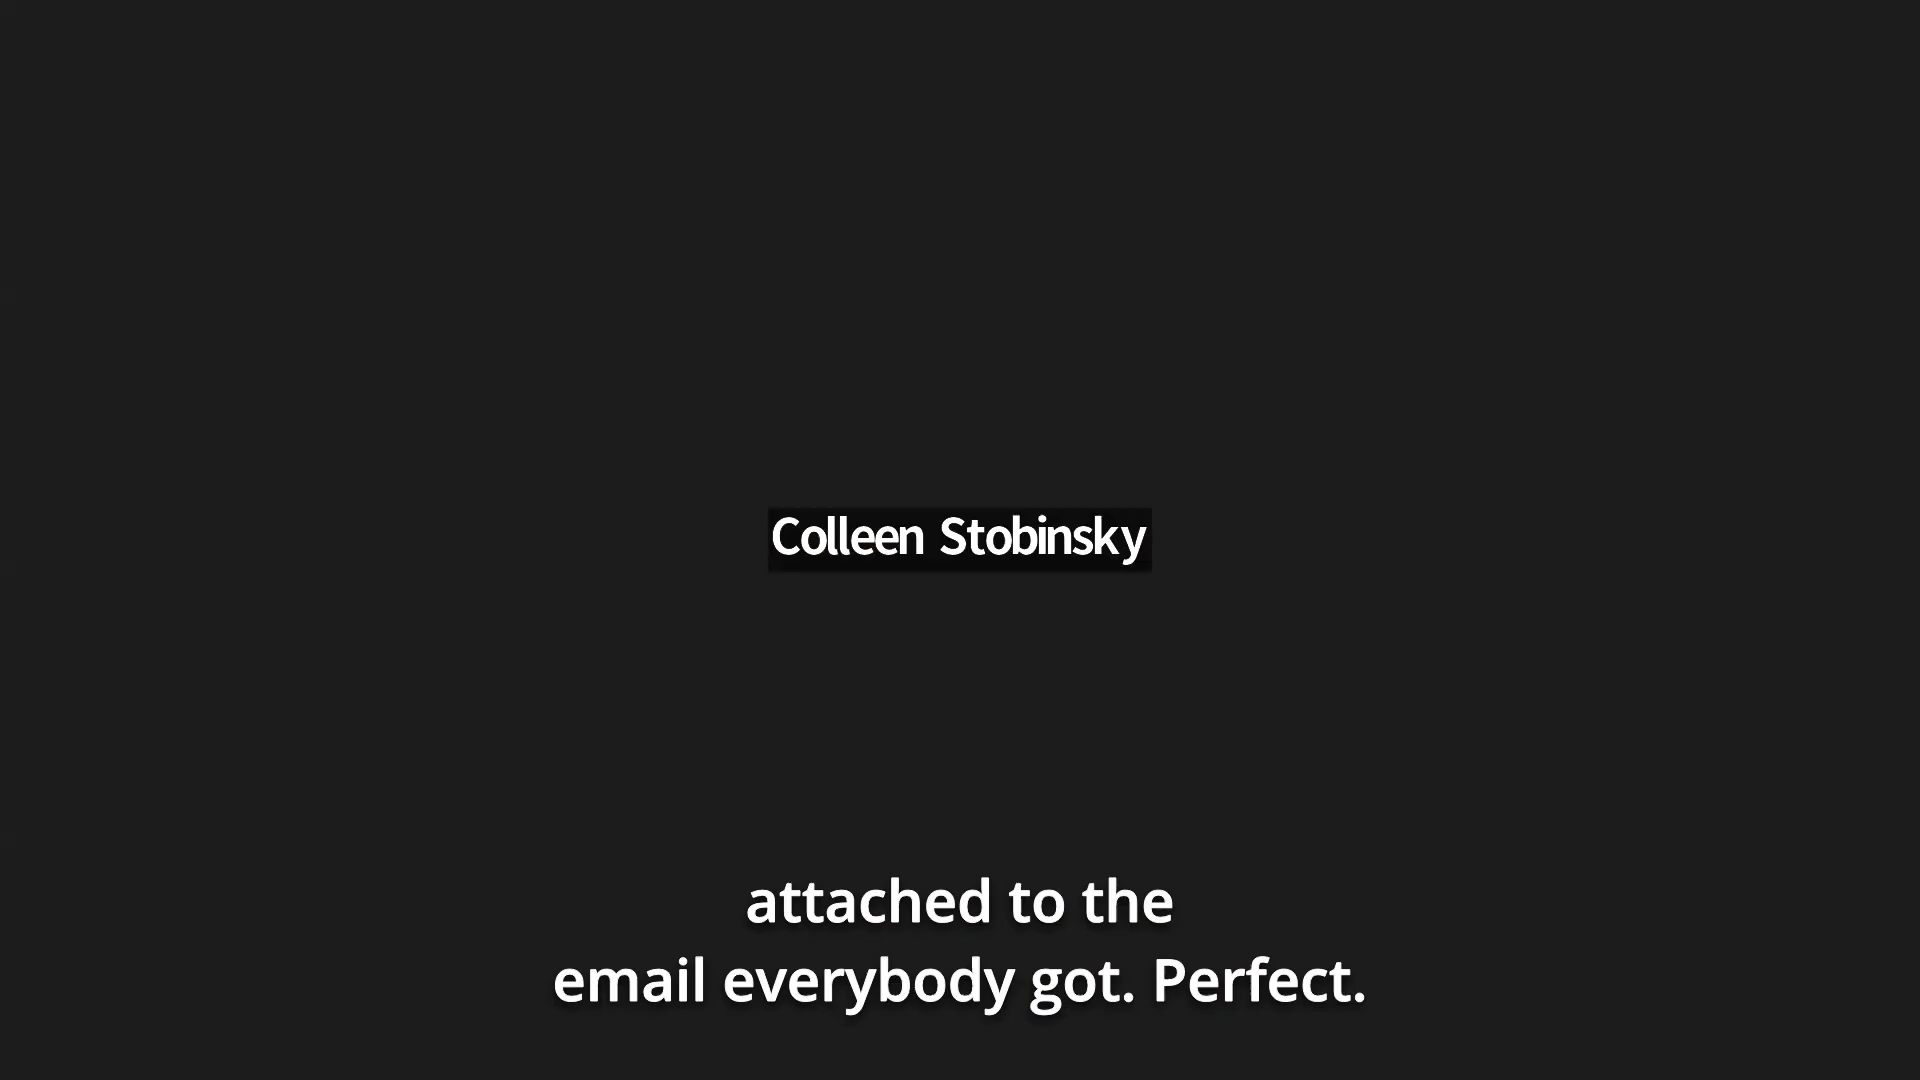 Colleen Stobinsky
attached to the
email everybody got. Perfect.